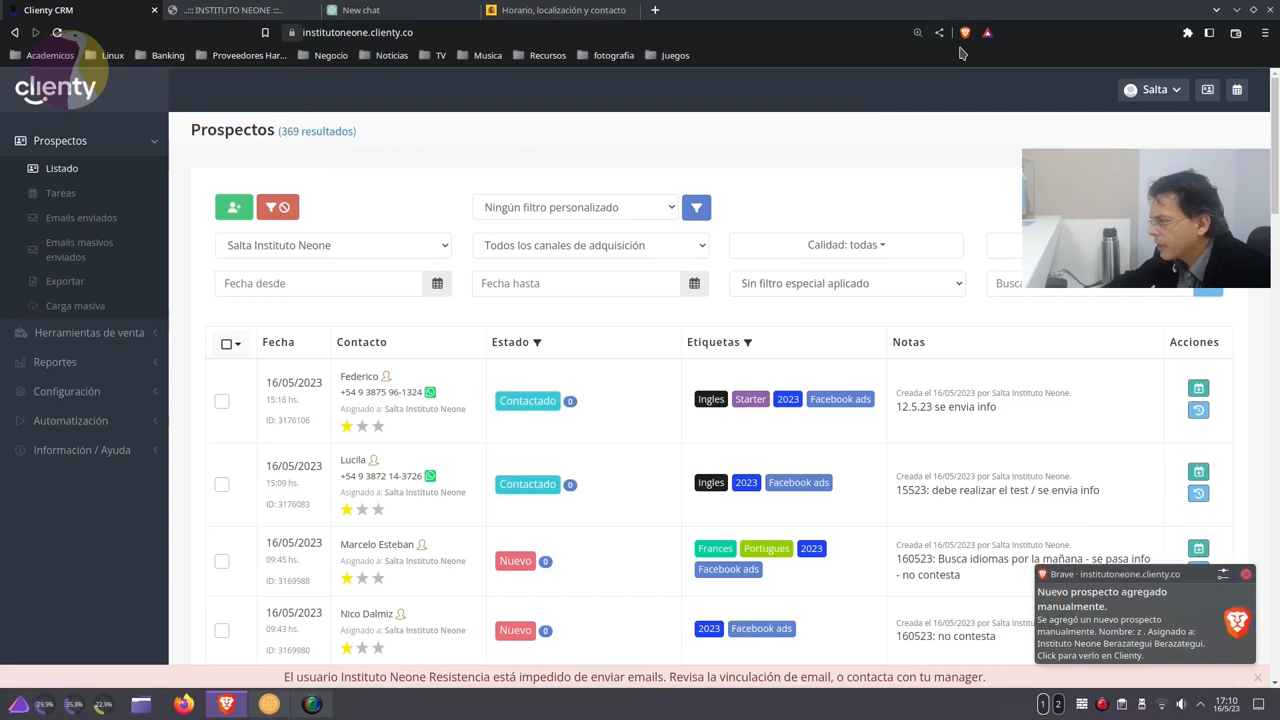 Clienty CRM
..:: INSTITUTO NEONE ::..
New chat
Horario, localización y contacto
institutoneone.clienty.co
Academicos
Linux
Banking
Proveedores Har...
Negocio
Noticias
TV
Musica
Recursos
fotografia
Juegos
clienty
Salta
Prospectos
Listado
Tareas
Emails enviados
Emails masivos
enviados
Exportar
Carga masiva
Herramientas de venta
Reportes
Configuración
Automatización
Información / Ayuda
Prospectos (369 resultados)
Ningún filtro personalizado
Salta Instituto Neone
Todos los canales de adquisición
Calidad: todas
Fecha desde
Fecha hasta
Sin filtro especial aplicado
Busca
Fecha
Contacto
Estado
Etiquetas
Notas
Acciones
16/05/2023
15:16 hs.
ID: 3176106
Federico
+54 9 3875 96-1324
Asignado a: Salta Instituto Neone
Contactado 0
Ingles Starter 2023 Facebook ads
Creada el 16/05/2023 por Salta Instituto Neone.
12.5.23 se envia info
16/05/2023
15:09 hs.
ID: 3176083
Lucila
+54 9 3872 14-3726
Asignado a: Salta Instituto Neone
Contactado 0
Ingles 2023 Facebook ads
Creada el 16/05/2023 por Salta Instituto Neone.
15523: debe realizar el test / se envia info
16/05/2023
09:45 hs.
ID: 3169988
Marcelo Esteban
Asignado a: Salta Instituto Neone
Nuevo 0
Frances Portugues 2023
Facebook ads
Creada el 16/05/2023 por Salta Instituto Neone.
160523: Busca idiomas por la mañana - se pasa info
- no contesta
16/05/2023
09:43 hs.
ID: 3169980
Nico Dalmiz
Asignado a: Salta Instituto Neone
Nuevo 0
2023 Facebook ads
Creada el 16/05/2023 por Salta Instituto Neone.
160523: no contesta
Brave · institutoneone.clienty.co
Nuevo prospecto agregado
manualmente.
Se agregó un nuevo prospecto
manualmente. Nombre: z . Asignado a:
Instituto Neone Berazategui Berazategui.
Click para verlo en Clienty.
El usuario Instituto Neone Resistencia está impedido de enviar emails. Revisa la vinculación de email, o contacta con tu manager.
29,9%
35,8%
22,9%
1
2
17:10
16/5/23